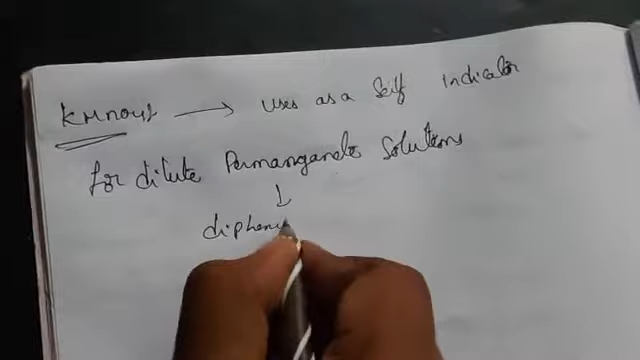 KMnO4 → uses as a Self indicator
for dilute Permanganate Solutions
↓
diphen